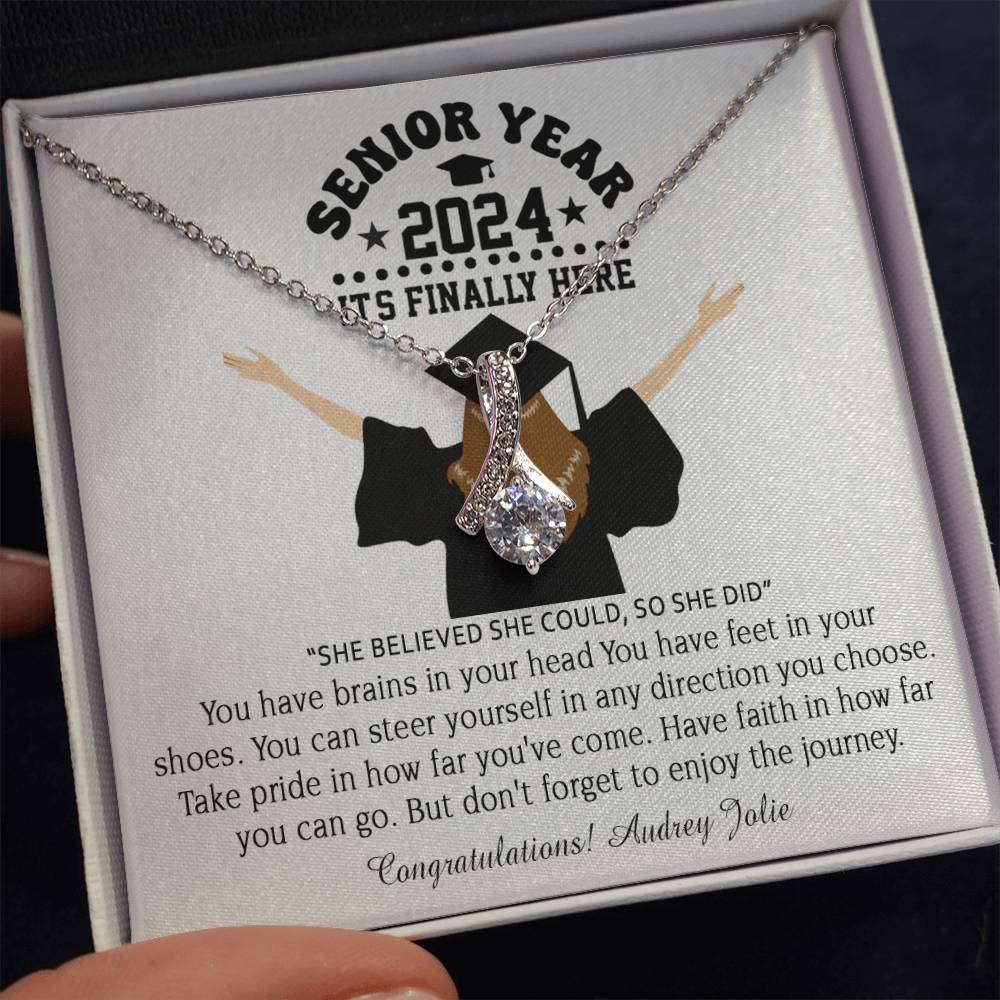 SENIOR YEAR
2024
ITS FINALLY HERE
“SHE BELIEVED SHE COULD, SO SHE DID”
You have brains in your head You have feet in your
shoes. You can steer yourself in any direction you choose.
Take pride in how far you've come. Have faith in how far
you can go. But don't forget to enjoy the journey.
Congratulations! Audrey Jolie